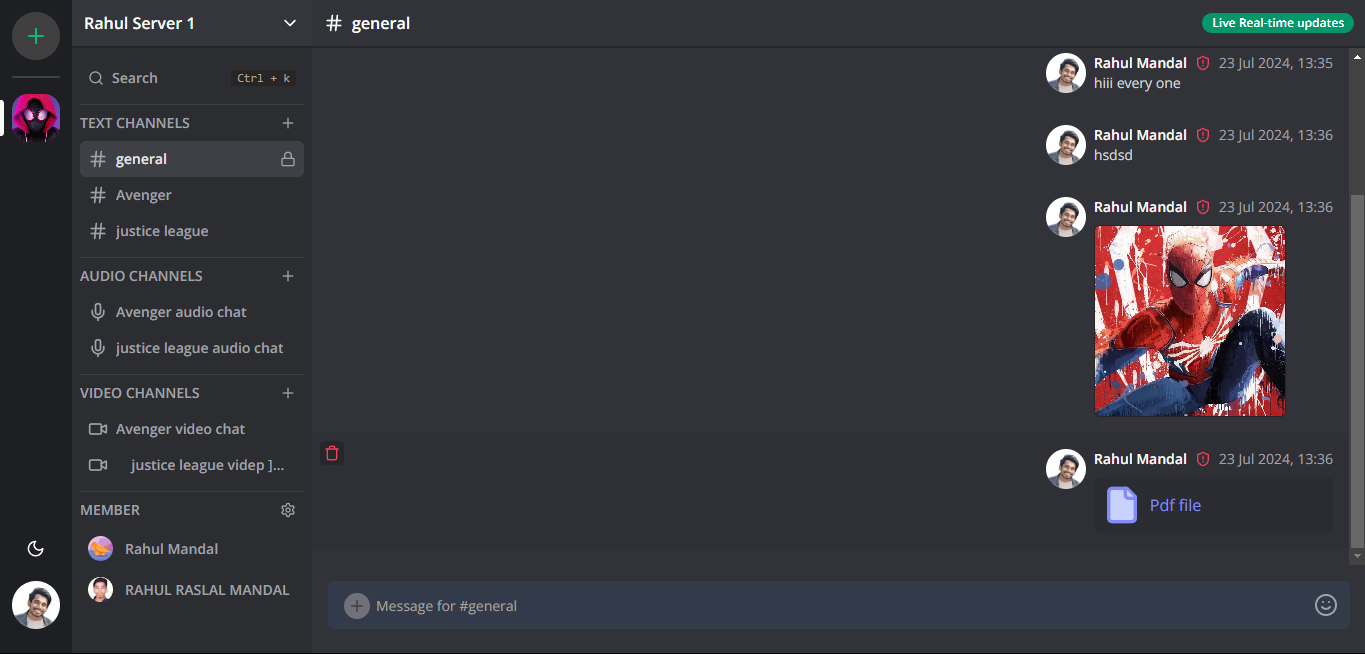 Rahul Server 1
Search
Ctrl + k
TEXT CHANNELS
general
Avenger
justice league
AUDIO CHANNELS
Avenger audio chat
justice league audio chat
VIDEO CHANNELS
Avenger video chat
justice league videp ]...
MEMBER
Rahul Mandal
RAHUL RASLAL MANDAL
# general
Live Real-time updates
Rahul Mandal 23 Jul 2024, 13:35
hiii every one
Rahul Mandal 23 Jul 2024, 13:36
hsdsd
Rahul Mandal 23 Jul 2024, 13:36
Rahul Mandal 23 Jul 2024, 13:36
Pdf file
Message for #general